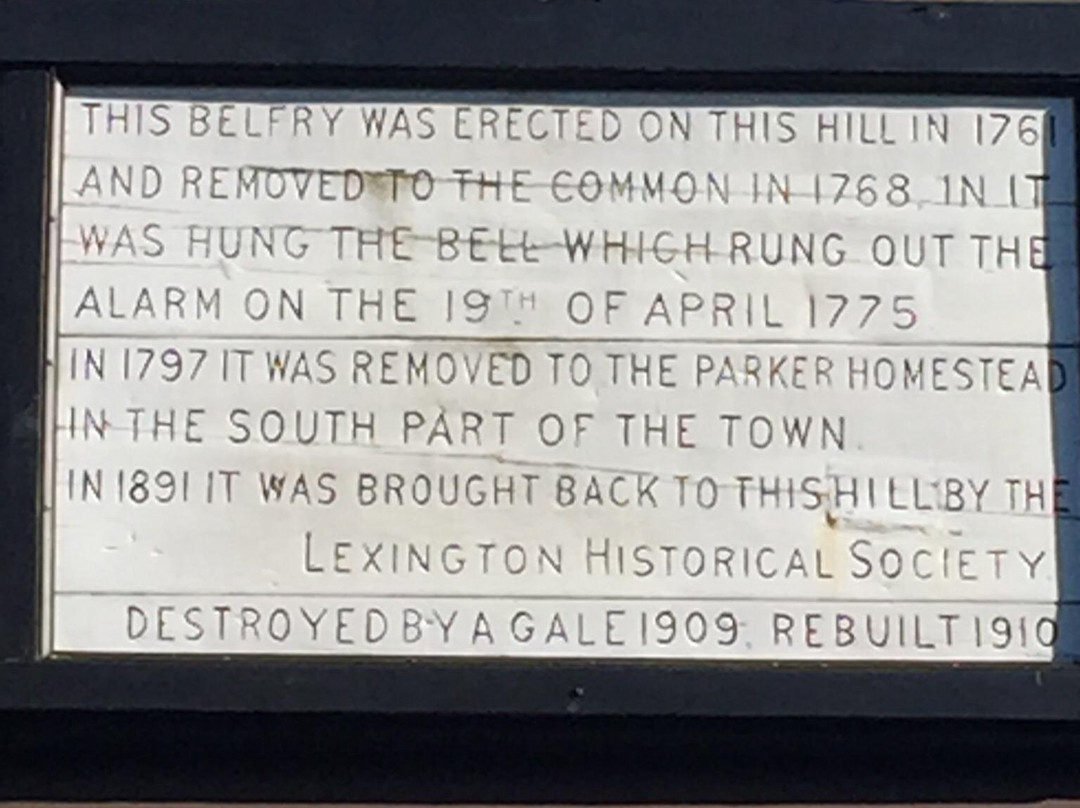 THIS BELFRY WAS ERECTED ON THIS HILL IN 1761
AND REMOVED TO THE COMMON IN 1768. IN IT
WAS HUNG THE BELL WHICH RUNG OUT THE
ALARM ON THE 19TH OF APRIL 1775
IN 1797 IT WAS REMOVED TO THE PARKER HOMESTEAD
IN THE SOUTH PART OF THE TOWN.
IN 1891 IT WAS BROUGHT BACK TO THIS HILL BY THE
LEXINGTON HISTORICAL SOCIETY.
DESTROYED BY A GALE 1909. REBUILT 1910